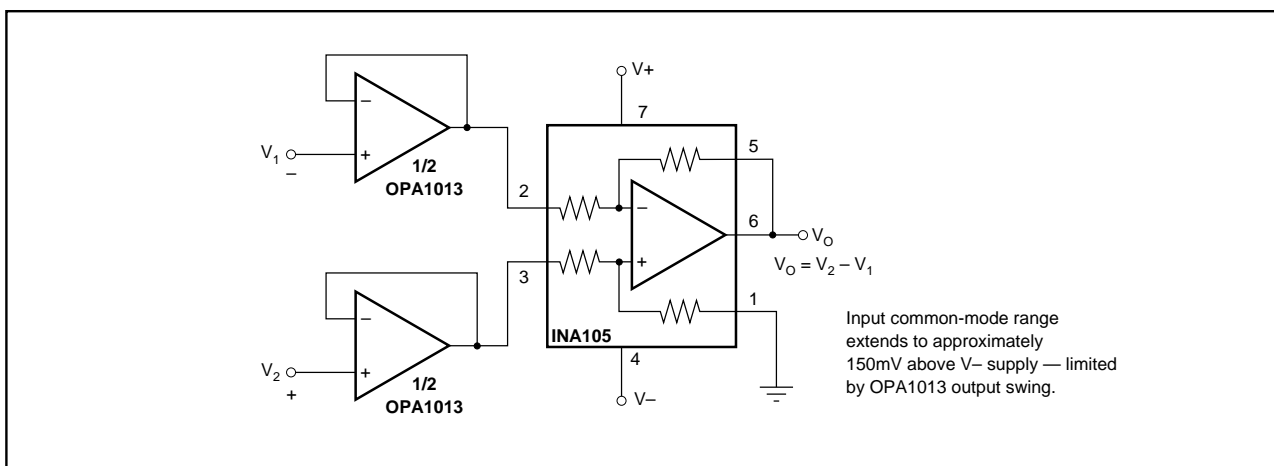 V+
7
V1
–
–
+
1/2
OPA1013
2
5
–
6
VO
+
VO = V2 – V1
3
1
–
INA105
4
V2
+
+
1/2
OPA1013
V–
Input common-mode range
extends to approximately
150mV above V– supply — limited
by OPA1013 output swing.